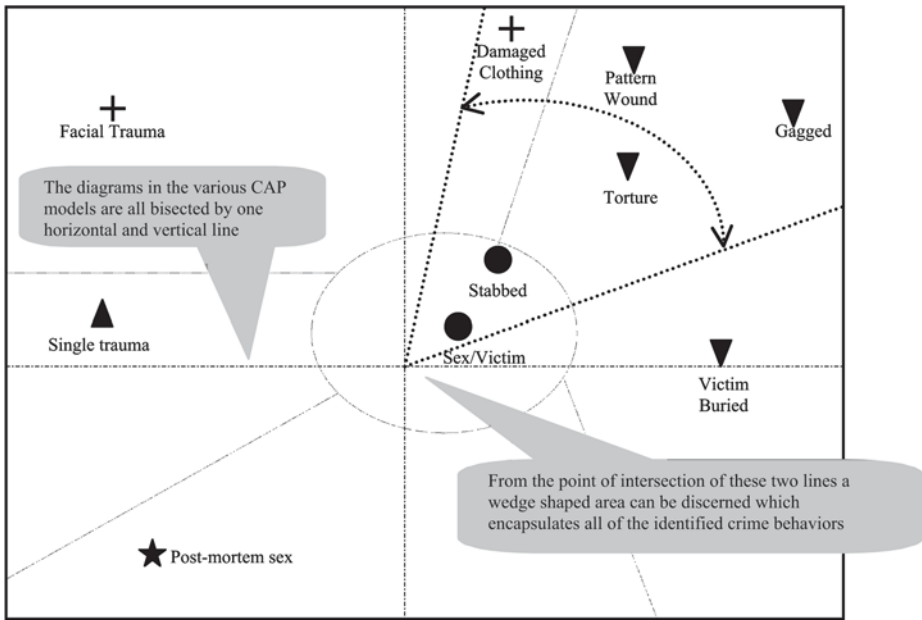 Damaged
Clothing
Pattern
Wound
Gagged
Facial Trauma
Torture
The diagrams in the various CAP
models are all bisected by one
horizontal and vertical line
Stabbed
Single trauma
Sex/Victim
Victim
Buried
From the point of intersection of these two lines a
wedge shaped area can be discerned which
encapsulates all of the identified crime behaviors
Post-mortem sex